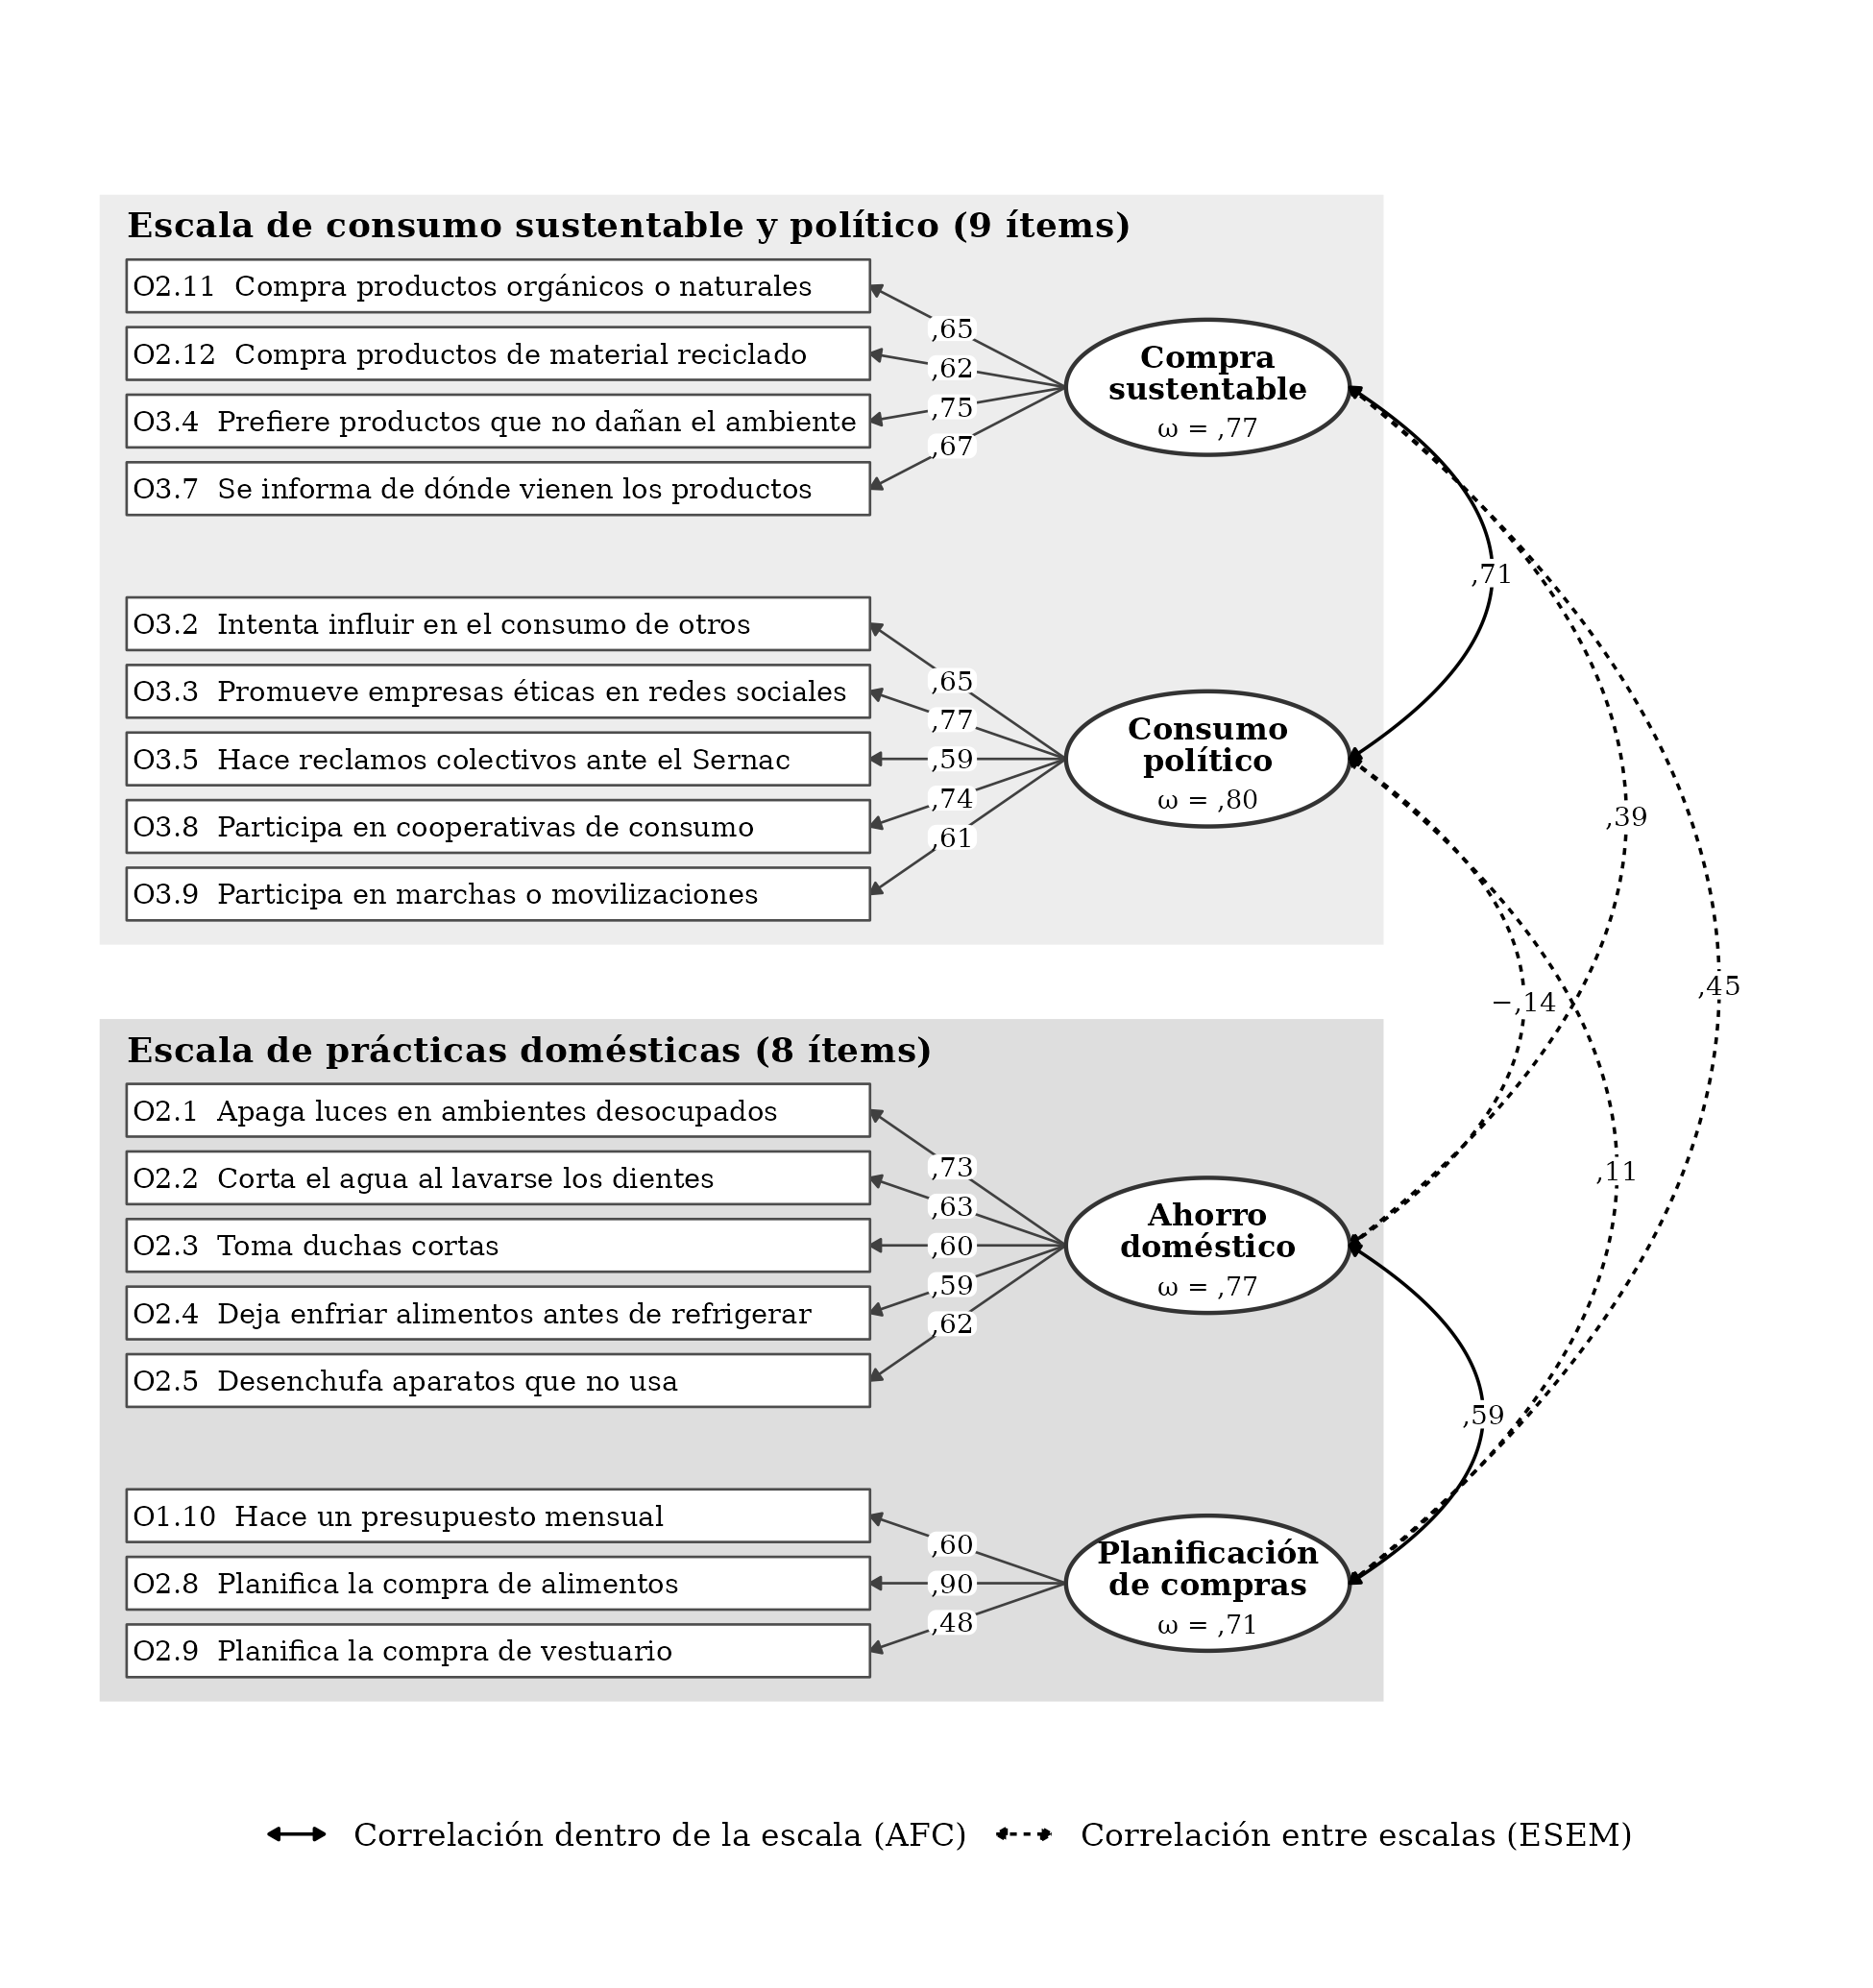 Escala de consumo sustentable y político (9 ítems)
O2.11 Compra productos orgánicos o naturales
O2.12 Compra productos de material reciclado
O3.4 Prefiere productos que no dañan el ambiente
O3.7 Se informa de dónde vienen los productos
,65
,62
,75
,67
Compra
sustentable
ω = ,77
O3.2 Intenta influir en el consumo de otros
O3.3 Promueve empresas éticas en redes sociales
O3.5 Hace reclamos colectivos ante el Sernac
O3.8 Participa en cooperativas de consumo
O3.9 Participa en marchas o movilizaciones
,65
,77
,59
,74
,61
Consumo
político
ω = ,80
,71
,39
,45
−,14
,11
,59
Escala de prácticas domésticas (8 ítems)
O2.1 Apaga luces en ambientes desocupados
O2.2 Corta el agua al lavarse los dientes
O2.3 Toma duchas cortas
O2.4 Deja enfriar alimentos antes de refrigerar
O2.5 Desenchufa aparatos que no usa
,73
,63
,60
,59
,62
Ahorro
doméstico
ω = ,77
O1.10 Hace un presupuesto mensual
O2.8 Planifica la compra de alimentos
O2.9 Planifica la compra de vestuario
,60
,90
,48
Planificación
de compras
ω = ,71
Correlación dentro de la escala (AFC)
Correlación entre escalas (ESEM)